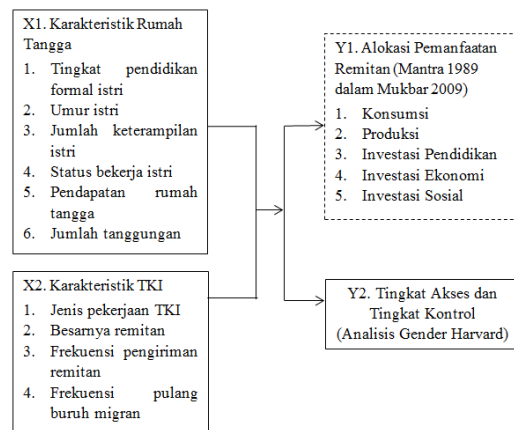 X1. Karakteristik Rumah
Tangga
1. Tingkat pendidikan
formal istri
2. Umur istri
3. Jumlah keterampilan
istri
4. Status bekerja istri
5. Pendapatan rumah
tangga
6. Jumlah tanggungan
X2. Karakteristik TKI
1. Jenis pekerjaan TKI
2. Besarnya remitan
3. Frekuensi pengiriman
remitan
4. Frekuensi pulang
buruh migran
Y1. Alokasi Pemanfaatan
Remitan (Mantra 1989
dalam Mukbar 2009)
1. Konsumsi
2. Produksi
3. Investasi Pendidikan
4. Investasi Ekonomi
5. Investasi Sosial
Y2. Tingkat Akses dan
Tingkat Kontrol
(Analisis Gender Harvard)